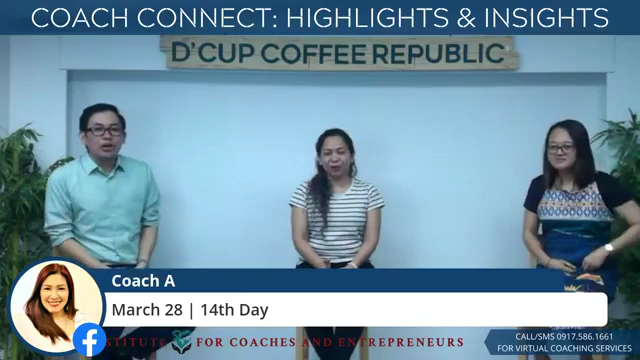 COACH CONNECT: HIGHLIGHTS & INSIGHTS
D'CUP COFFEE REPUBLIC
Coach A
March 28 | 14th Day
FOR COACHES AND ENTREPRENEURS
CALL/SMS 0917.586.1661
FOR VIRTUAL COACHING SERVICES